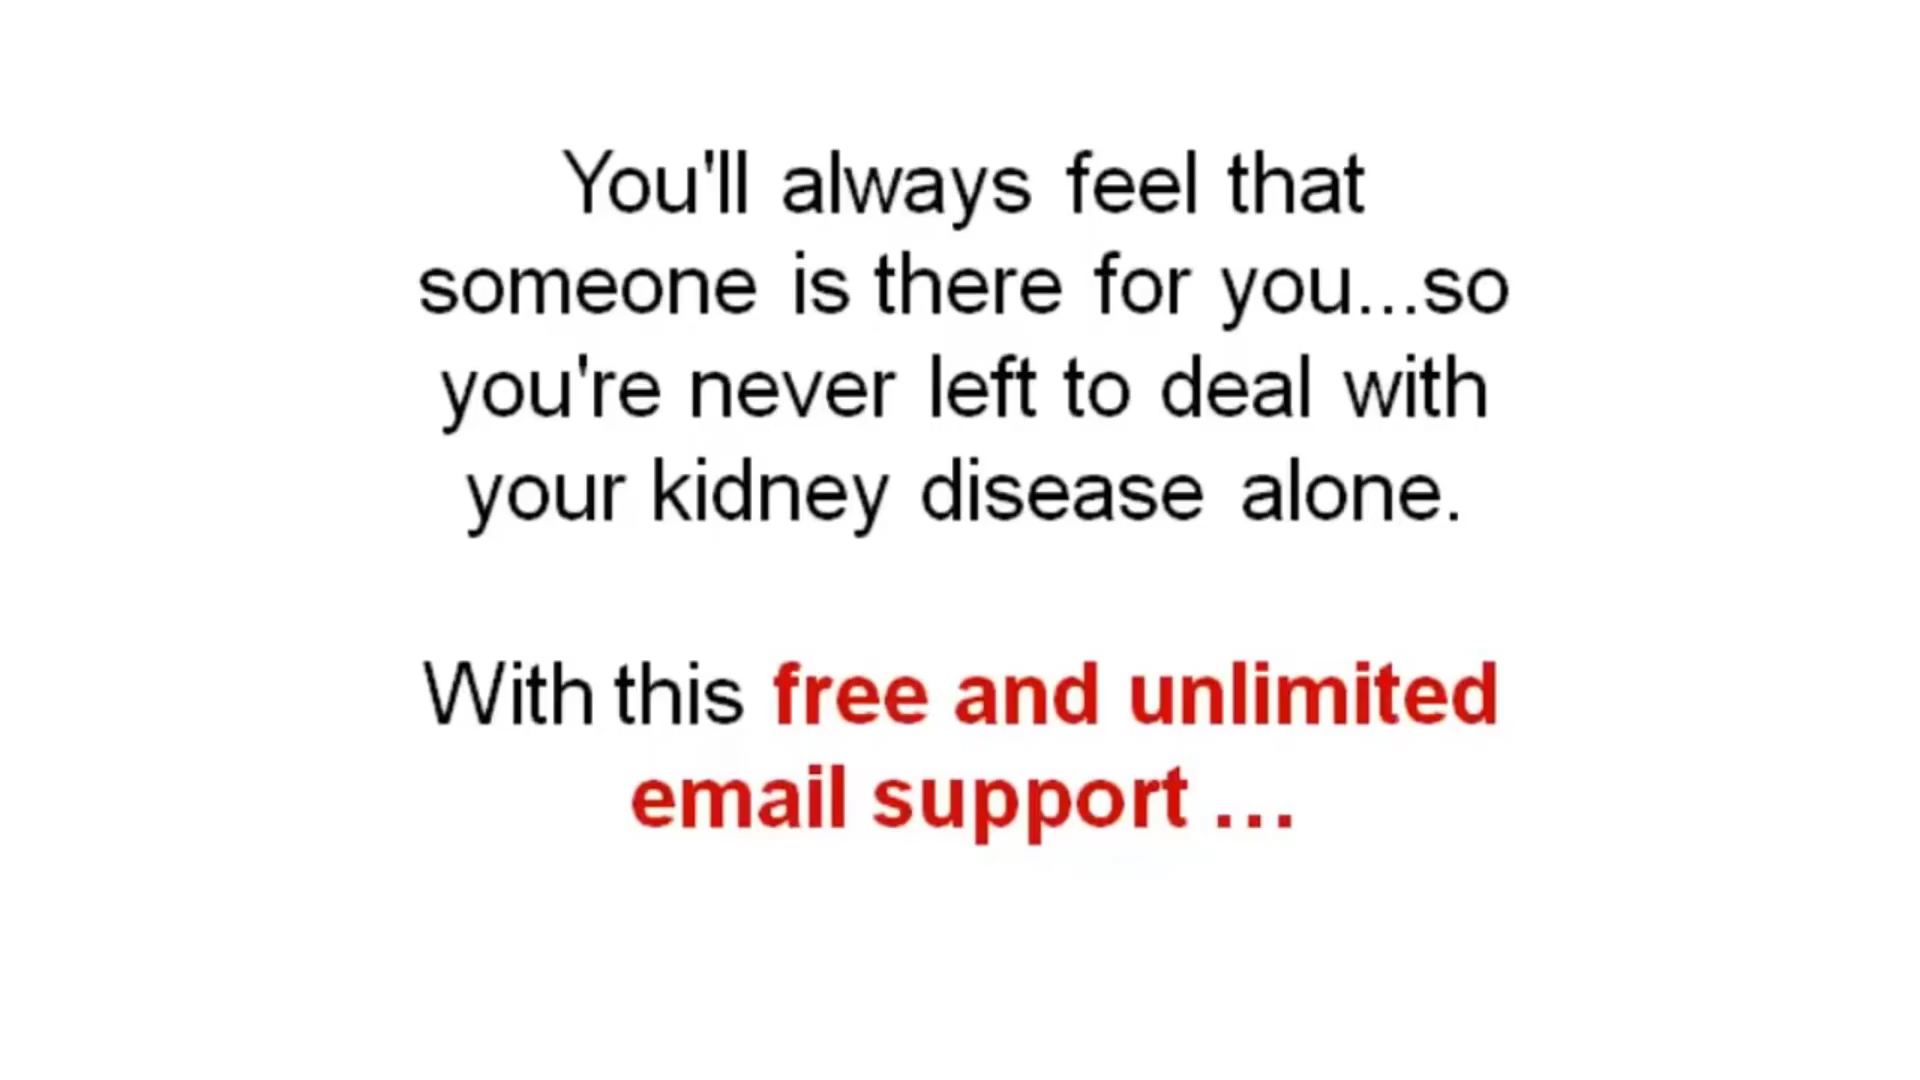 You'll always feel that
someone is there for you...so
you're never left to deal with
your kidney disease alone.
With this free and unlimited
email support ...